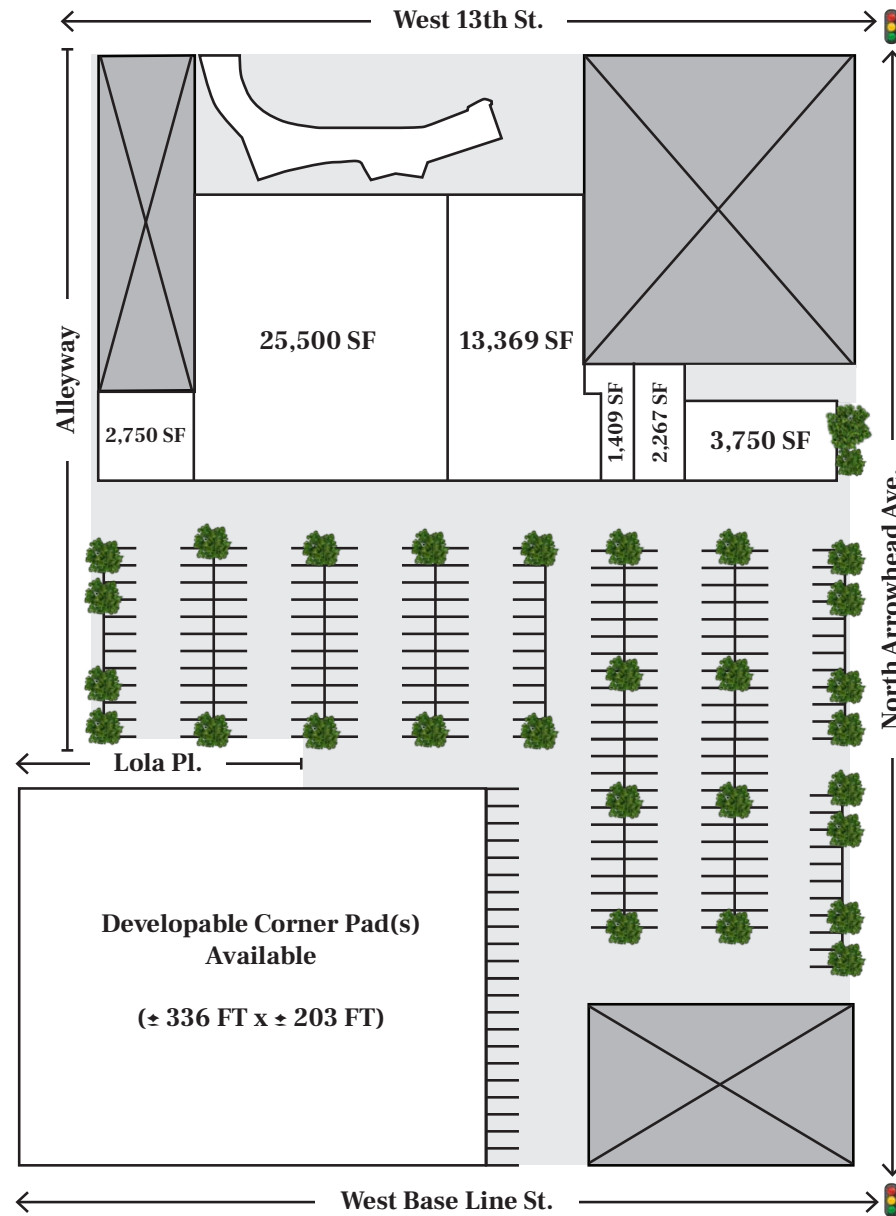 West 13th St.
Alleyway
25,500 SF
13,369 SF
2,750 SF
1,409 SF
2,267 SF
3,750 SF
North Arrowhead Ave.
Lola Pl.
Developable Corner Pad(s)
Available
(± 336 FT x ± 203 FT)
West Base Line St.